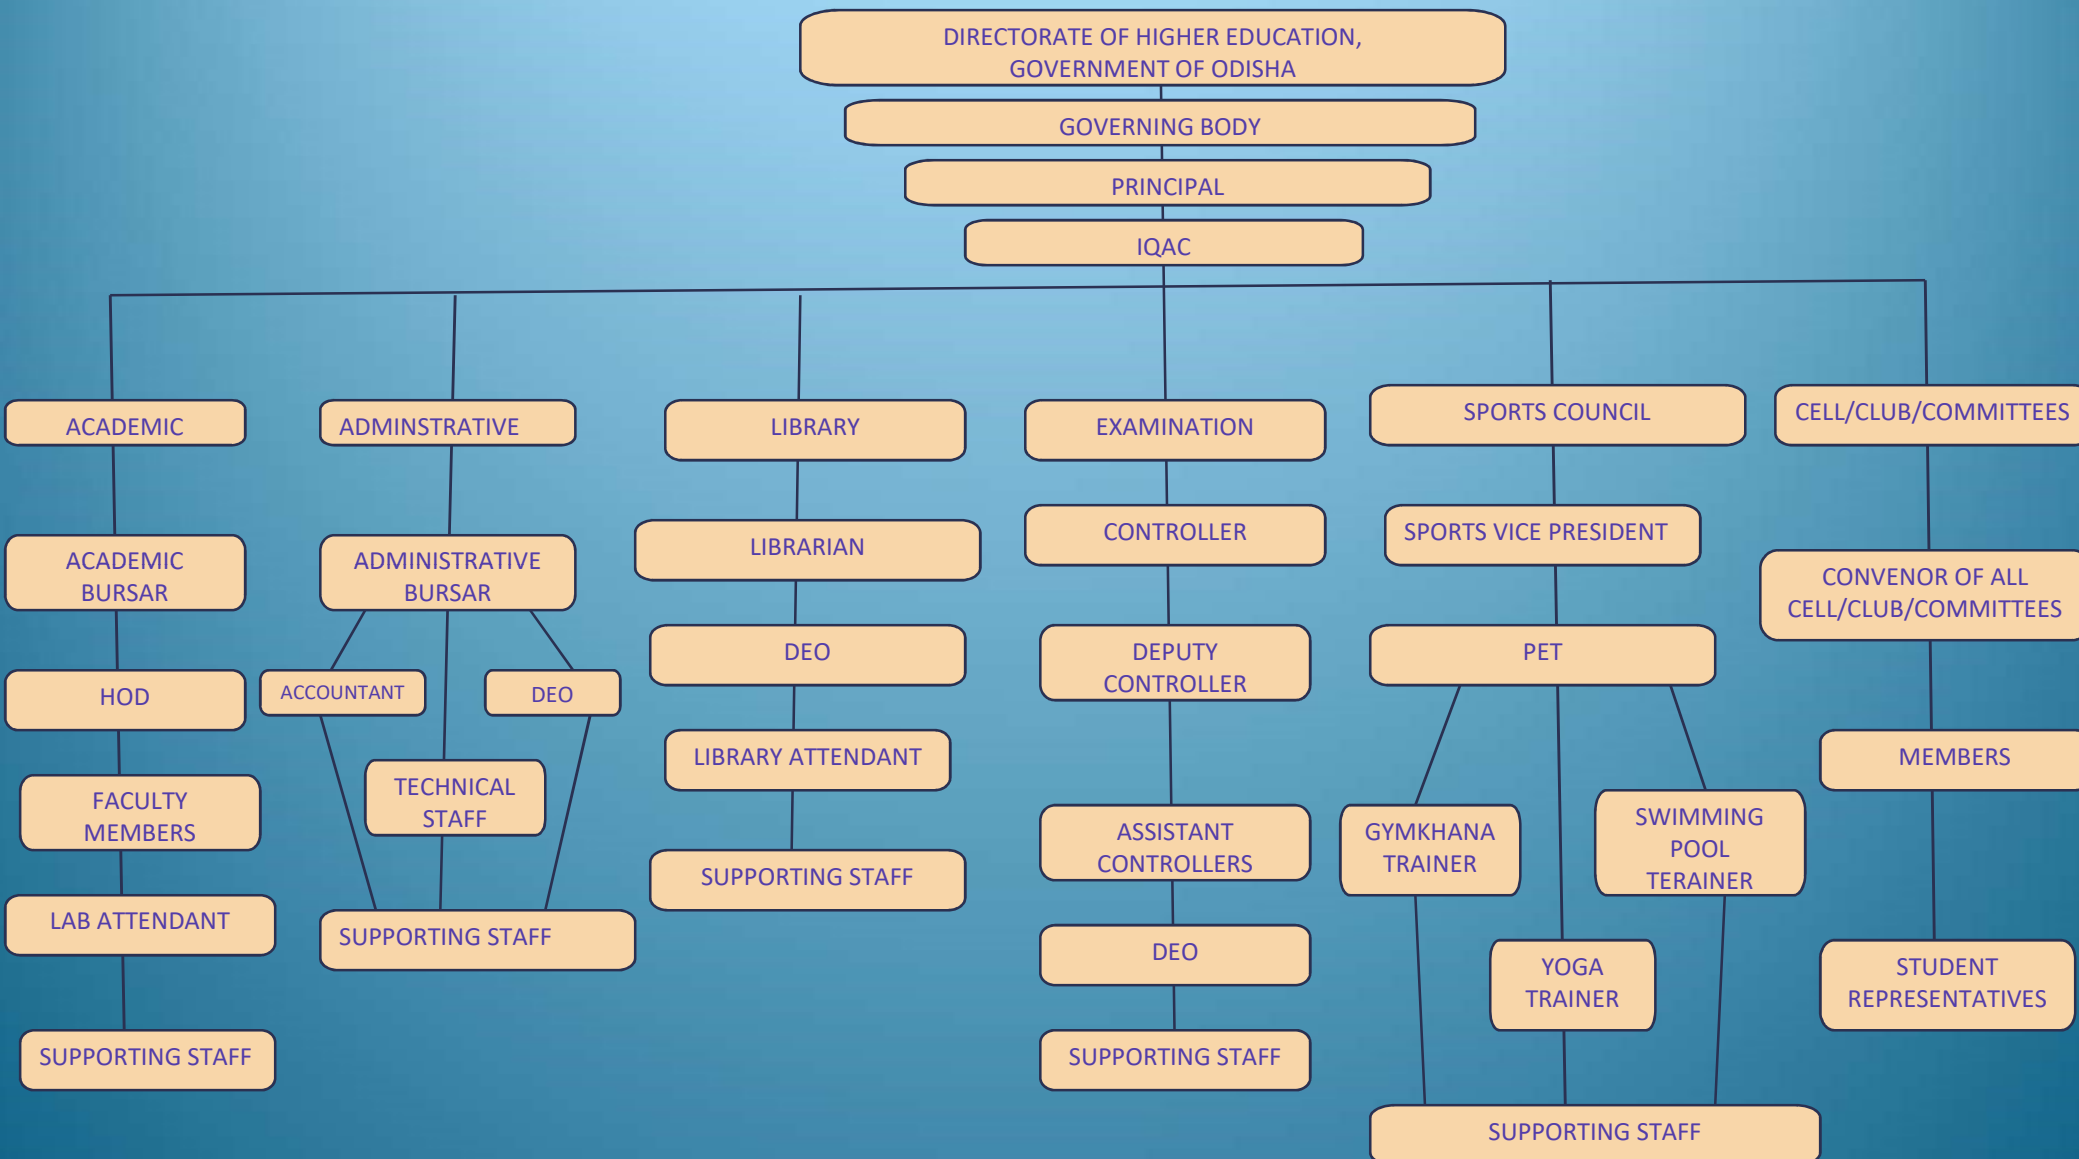 DIRECTORATE OF HIGHER EDUCATION,
GOVERNMENT OF ODISHA
GOVERNING BODY
PRINCIPAL
IQAC
ACADEMIC
ACADEMIC
BURSAR
HOD
FACULTY
MEMBERS
LAB ATTENDANT
SUPPORTING STAFF
ADMINSTRATIVE
ADMINISTRATIVE
BURSAR
ACCOUNTANT
DEO
TECHNICAL
STAFF
SUPPORTING STAFF
LIBRARY
LIBRARIAN
DEO
LIBRARY ATTENDANT
SUPPORTING STAFF
EXAMINATION
CONTROLLER
DEPUTY
CONTROLLER
ASSISTANT
CONTROLLERS
DEO
SUPPORTING STAFF
SPORTS COUNCIL
SPORTS VICE PRESIDENT
PET
GYMKHANA
TRAINER
YOGA
TRAINER
SWIMMING
POOL
TERAINER
SUPPORTING STAFF
CELL/CLUB/COMMITTEES
CONVENOR OF ALL
CELL/CLUB/COMMITTEES
MEMBERS
STUDENT
REPRESENTATIVES